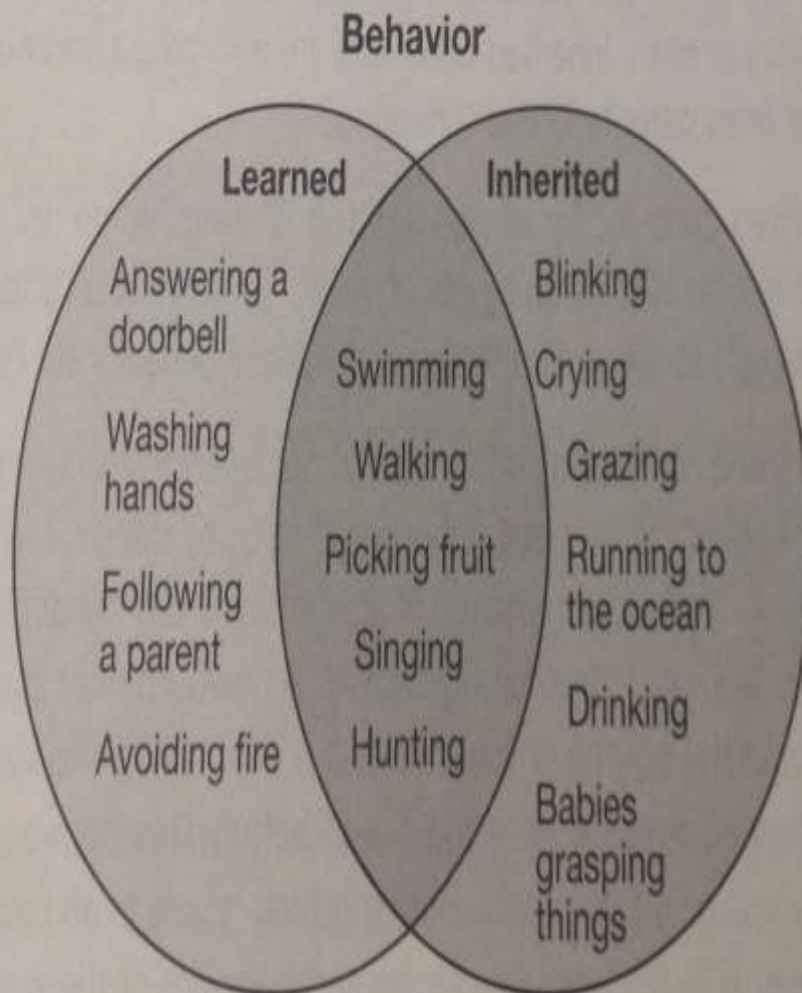 Behavior
Learned
Answering a
doorbell
Washing
hands
Following
a parent
Avoiding fire
Swimming
Walking
Picking fruit
Singing
Hunting
Inherited
Blinking
Crying
Grazing
Running to
the ocean
Drinking
Babies
grasping
things